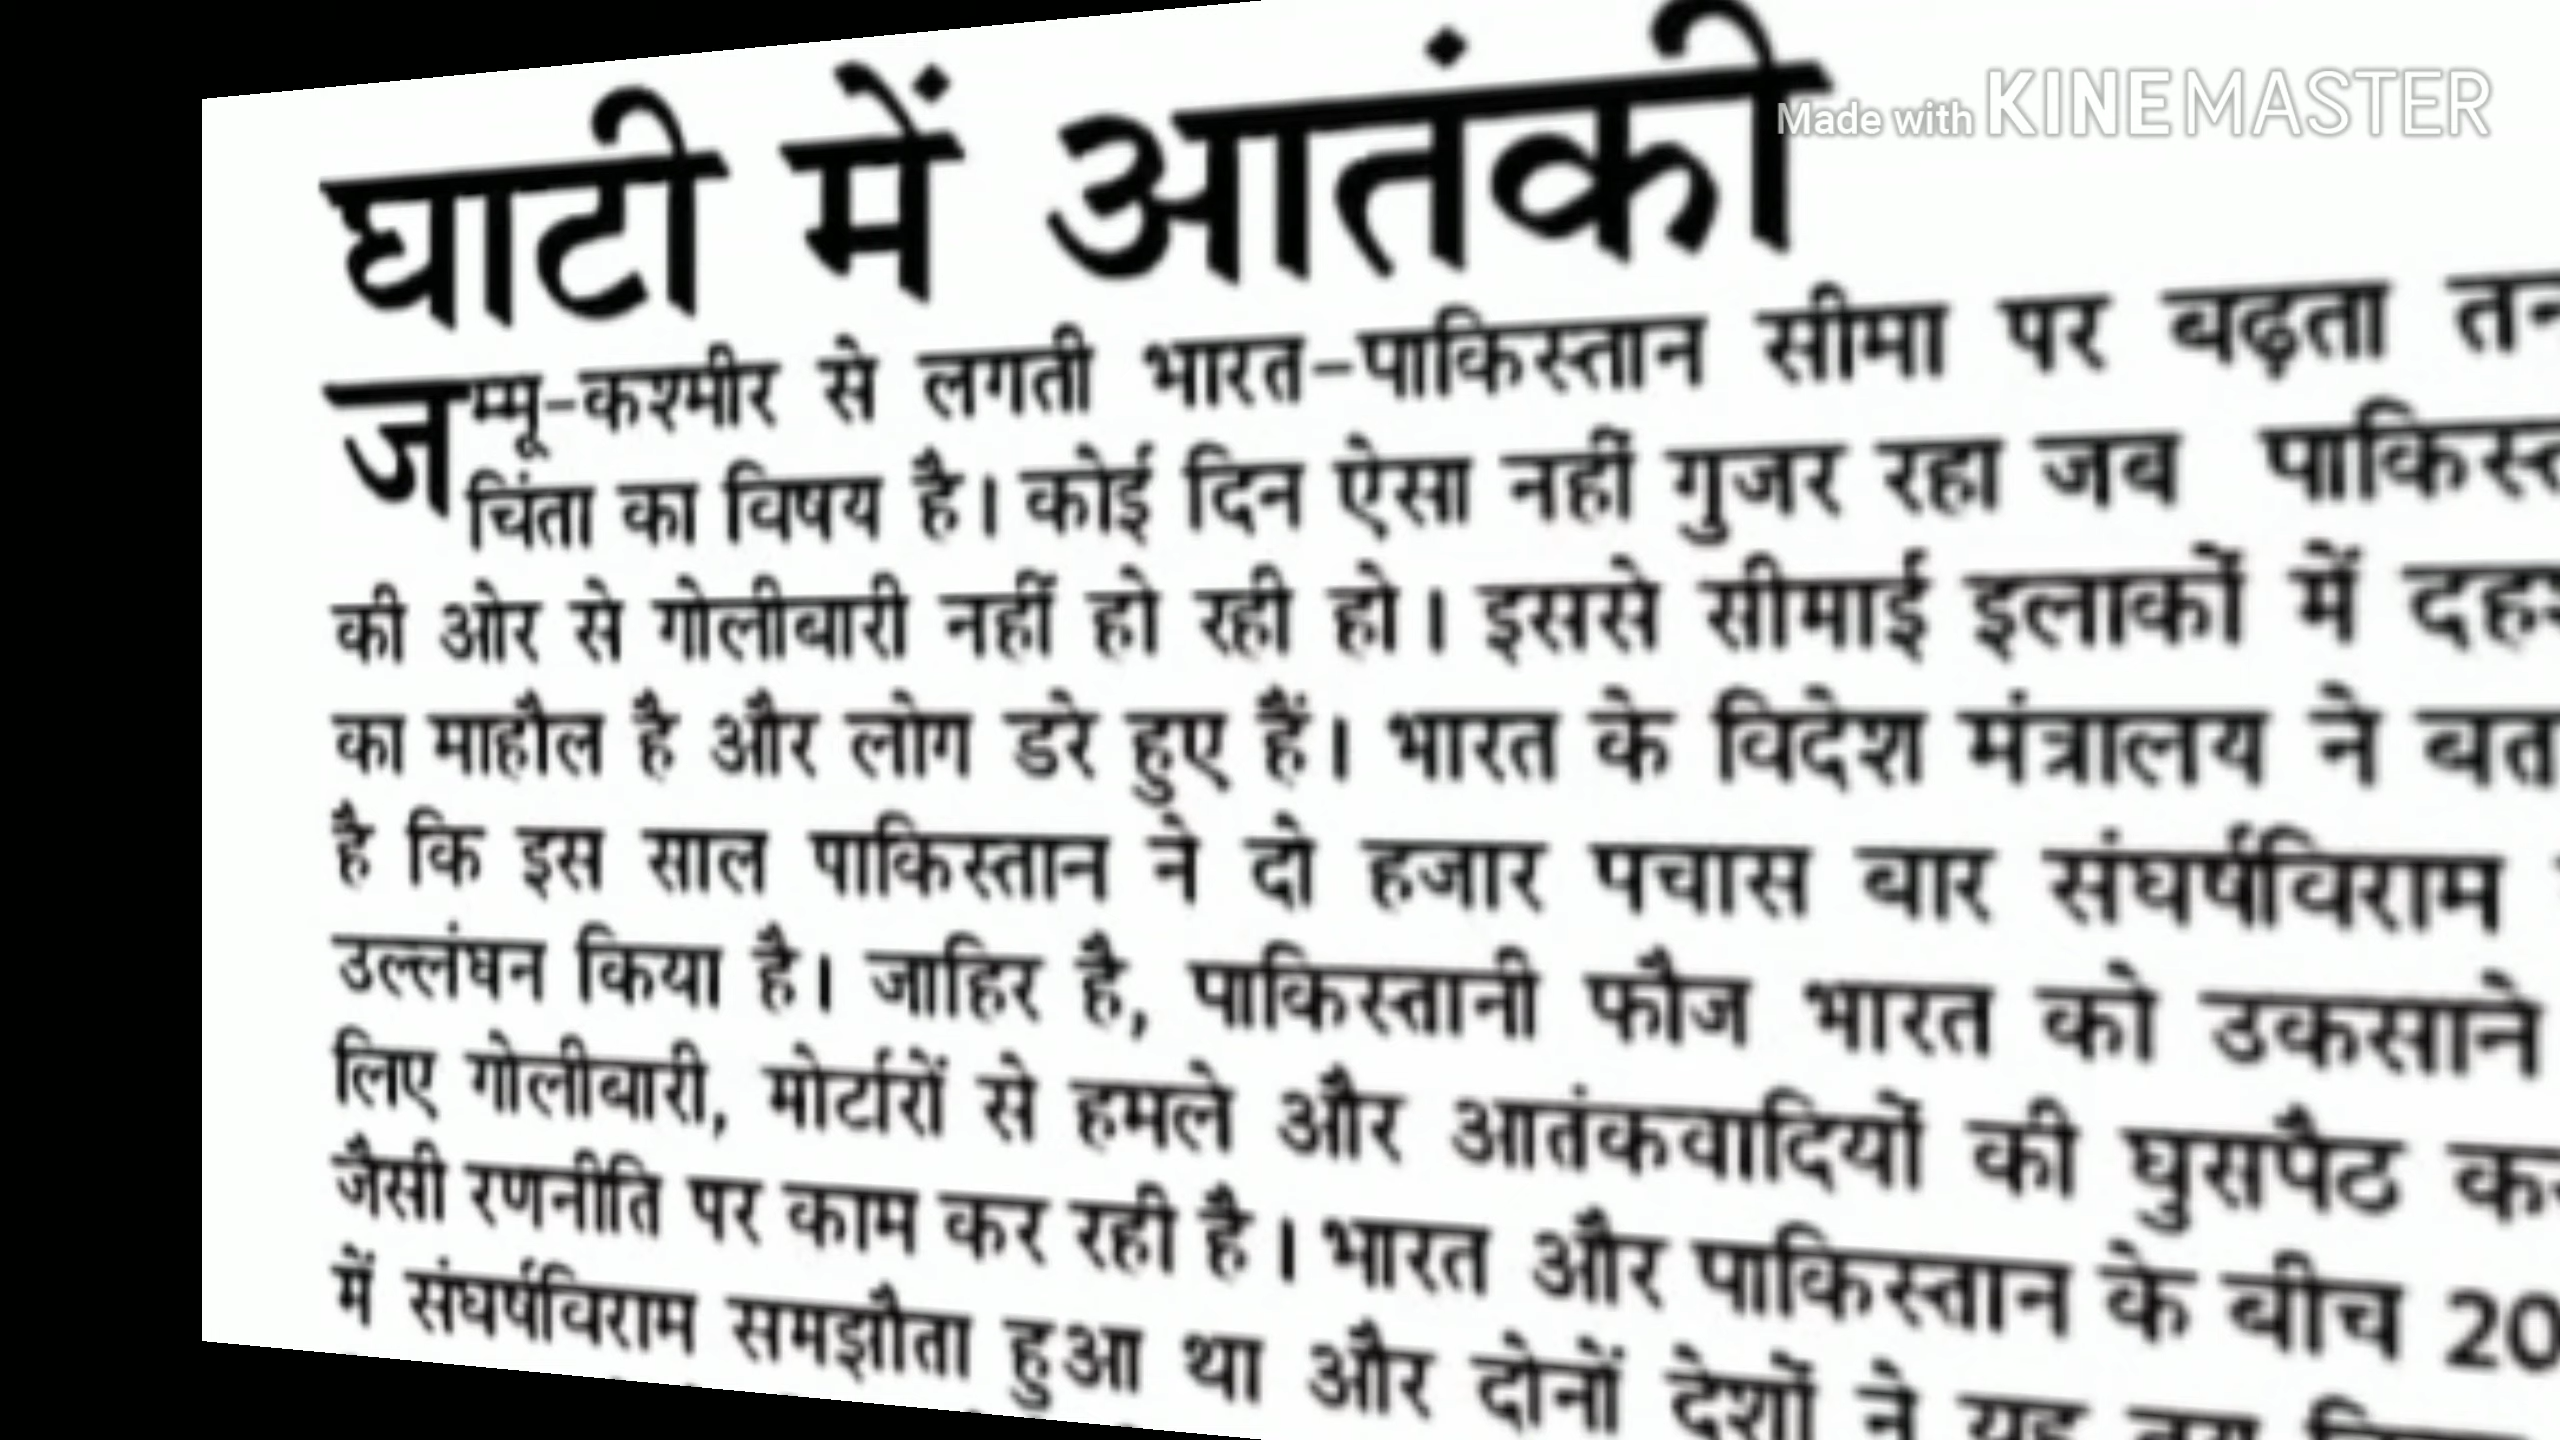 Made with KINEMASTER
घाटी में आतंकी
जम्मू-कश्मीर से लगती भारत-पाकिस्तान सीमा पर बढ़ता
चिंता का विषय है। कोई दिन ऐसा नहीं गुजर रहा जब
की ओर से गोलीबारी नहीं हो रही हो। इससे सीमाई इलाकों में
का माहौल है और लोग डरे हुए हैं। भारत के विदेश मंत्रालय ने
है कि इस साल पाकिस्तान ने दो हजार पचास बार संघर्षविराम
उल्लंघन किया है। जाहिर है, पाकिस्तानी फौज भारत को उकसाने
लिए गोलीबारी, मोर्टारों से हमले और आतंकवादियों की घुसपैठ
जैसी रणनीति पर काम कर रही है। भारत और पाकिस्तान के बीच
में संघर्षविराम समझौता हुआ था और दोनों देशों ने यह